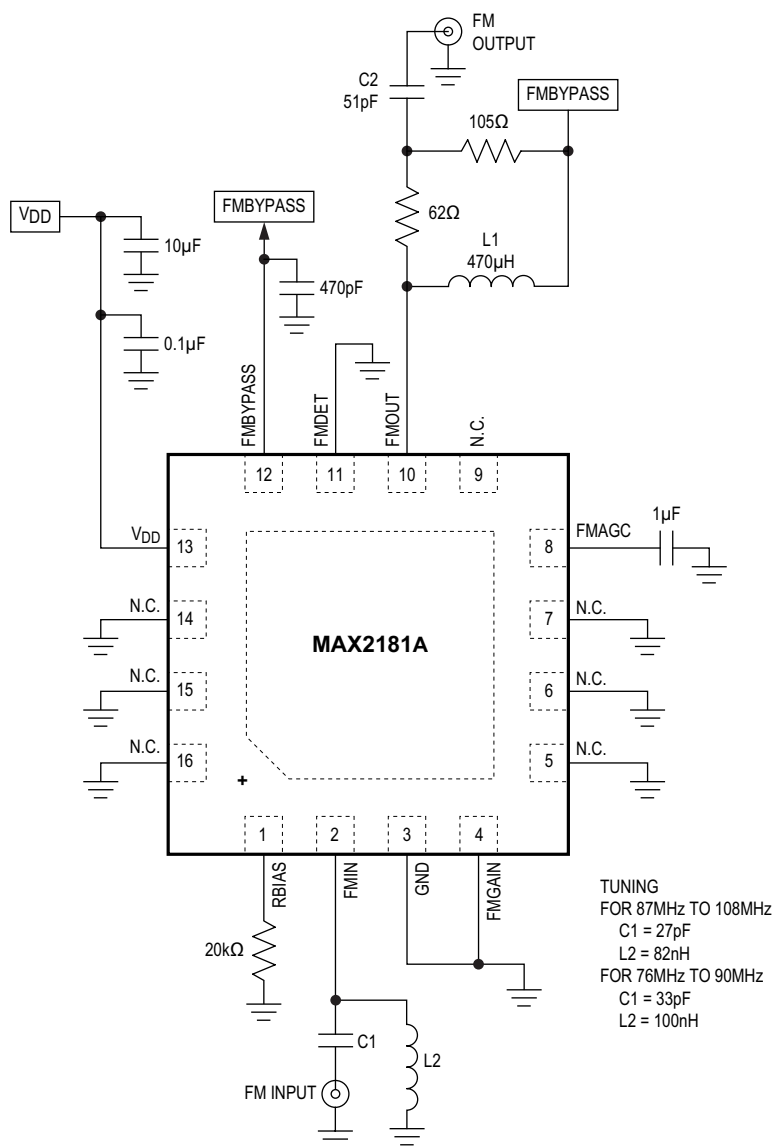 FM
OUTPUT
C2
51pF
FMBYPASS
105Ω
VDD
FMBYPASS
62Ω
10µF
L1
470µH
470pF
0.1µF
FMBYPASS
FMDET
FMOUT
N.C.
12
11
10
9
1µF
VDD
13
8
FMAGC
N.C.
14
7
N.C.
MAX2181A
N.C.
15
6
N.C.
N.C.
16
5
N.C.
+
1
2
3
4
RBIAS
FMIN
GND
FMGAIN
20kΩ
C1
L2
FM INPUT
TUNING
FOR 87MHz TO 108MHz
C1 = 27pF
L2 = 82nH
FOR 76MHz TO 90MHz
C1 = 33pF
L2 = 100nH